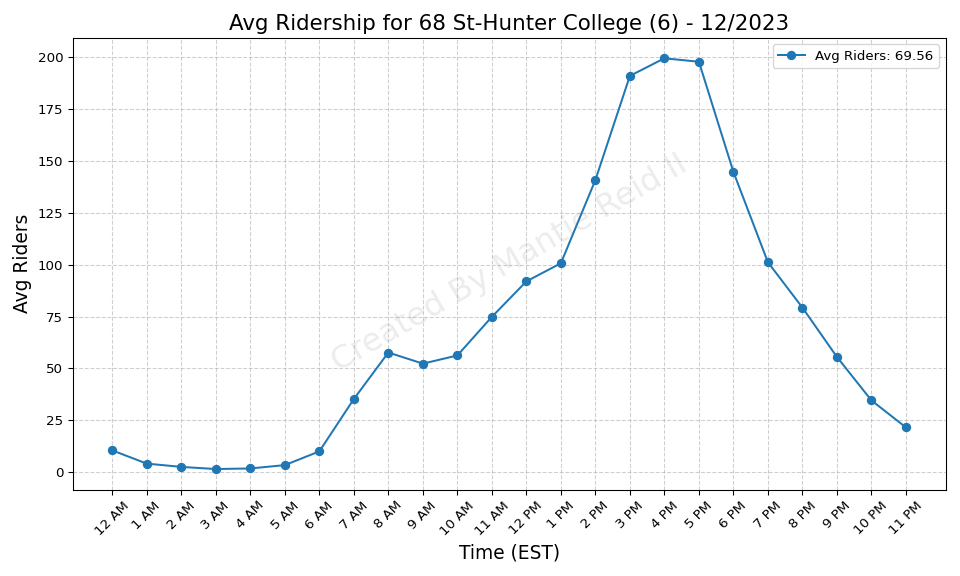 Avg Ridership for 68 St-Hunter College (6) - 12/2023
Avg Riders: 69.56
200
175
150
125
100
75
50
25
0
Avg Riders
Created By Mantic Reid II
12 AM
1 AM
2 AM
3 AM
4 AM
5 AM
6 AM
7 AM
8 AM
9 AM
10 AM
11 AM
12 PM
1 PM
2 PM
3 PM
4 PM
5 PM
6 PM
7 PM
8 PM
9 PM
10 PM
11 PM
Time (EST)